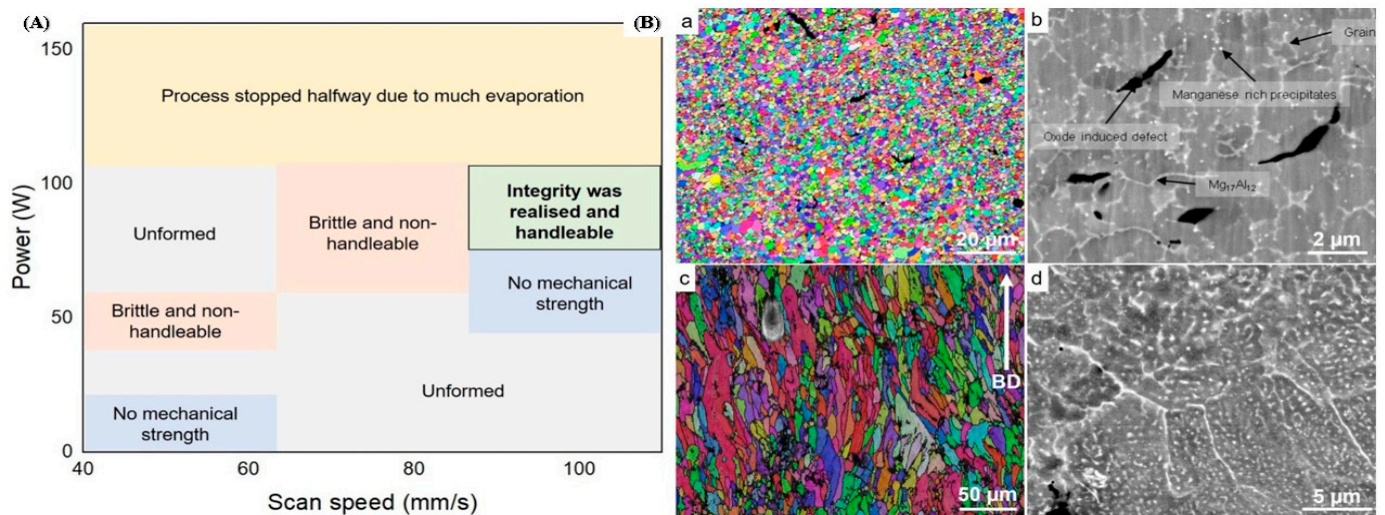 (A)
150
100
50
0
40
60
80
100
Power (W)
Scan speed (mm/s)
Process stopped halfway due to much evaporation
Unformed
Brittle and non-
handleable
Integrity was
realised and
handleable
No mechanical
strength
Brittle and non-
handleable
Unformed
No mechanical
strength
(B)
a
20 µm
b
Grain
Manganese rich precipitates
Oxide induced defect
Mg₁₇Al₁₂
2 µm
c
BD
50 µm
d
5 µm